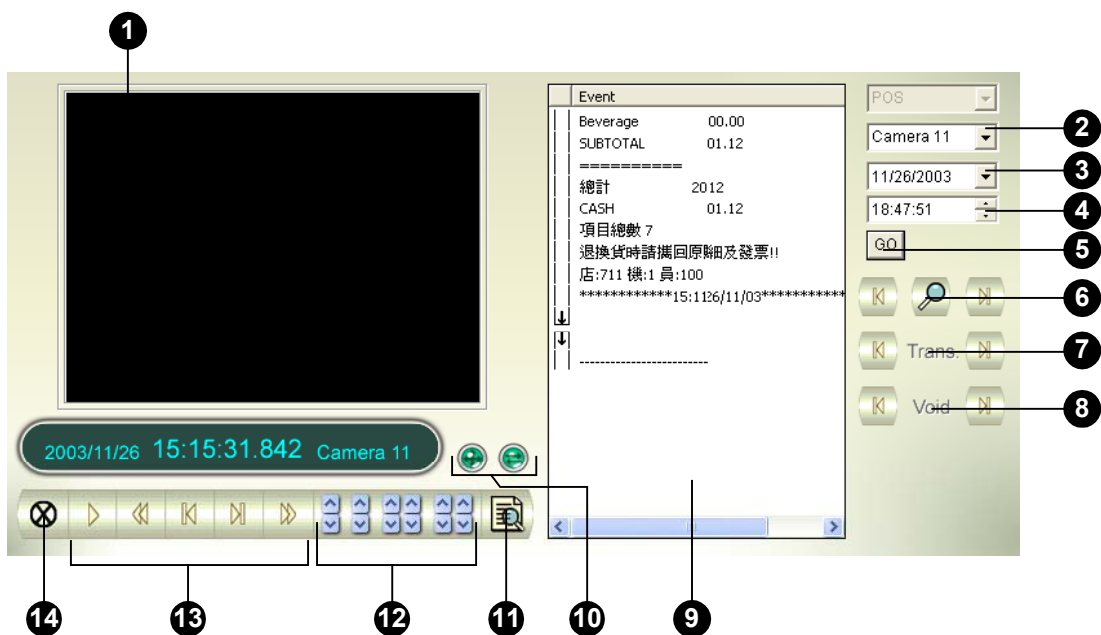 1
Event
Beverage 00.00
SUBTOTAL 01.12
==========
總計 2012
CASH 01.12
項目總數 7
退換貨時請攜回原細及發票!!
店:711 機:1 員:100
************15:1126/11/03***********
-------------------------
POS
Camera 11
2
11/26/2003
3
18:47:51
4
GO
5
6
Trans.
7
Void
8
2003/11/26 15:15:31.842 Camera 11
14
13
12
11
10
9